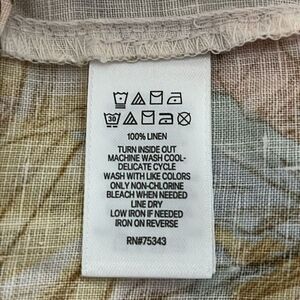 30
100% LINEN
TURN INSIDE OUT
MACHINE WASH COOL-
DELICATE CYCLE
WASH WITH LIKE COLORS
ONLY NON-CHLORINE
BLEACH WHEN NEEDED
LINE DRY
LOW IRON IF NEEDED
IRON ON REVERSE
RN#75343